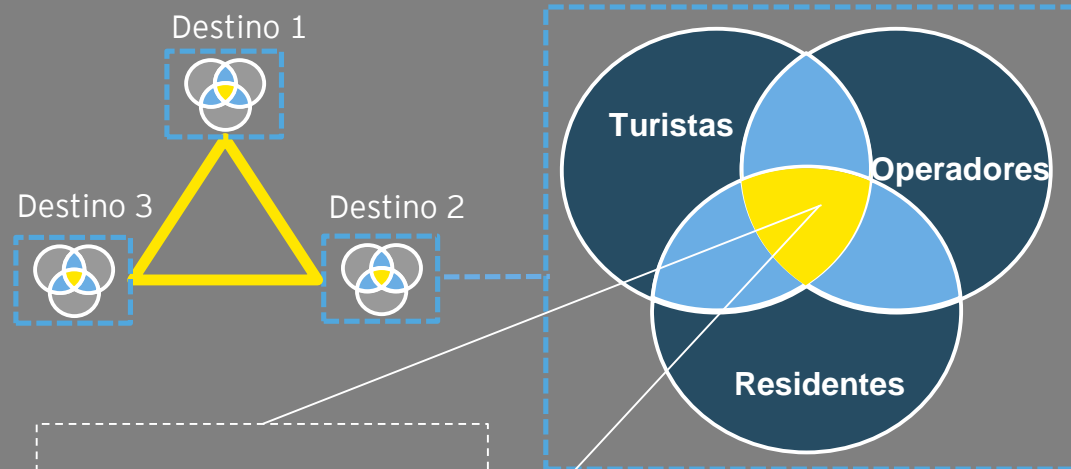 Destino 1
Destino 3
Destino 2
Turistas
Operadores
Residentes